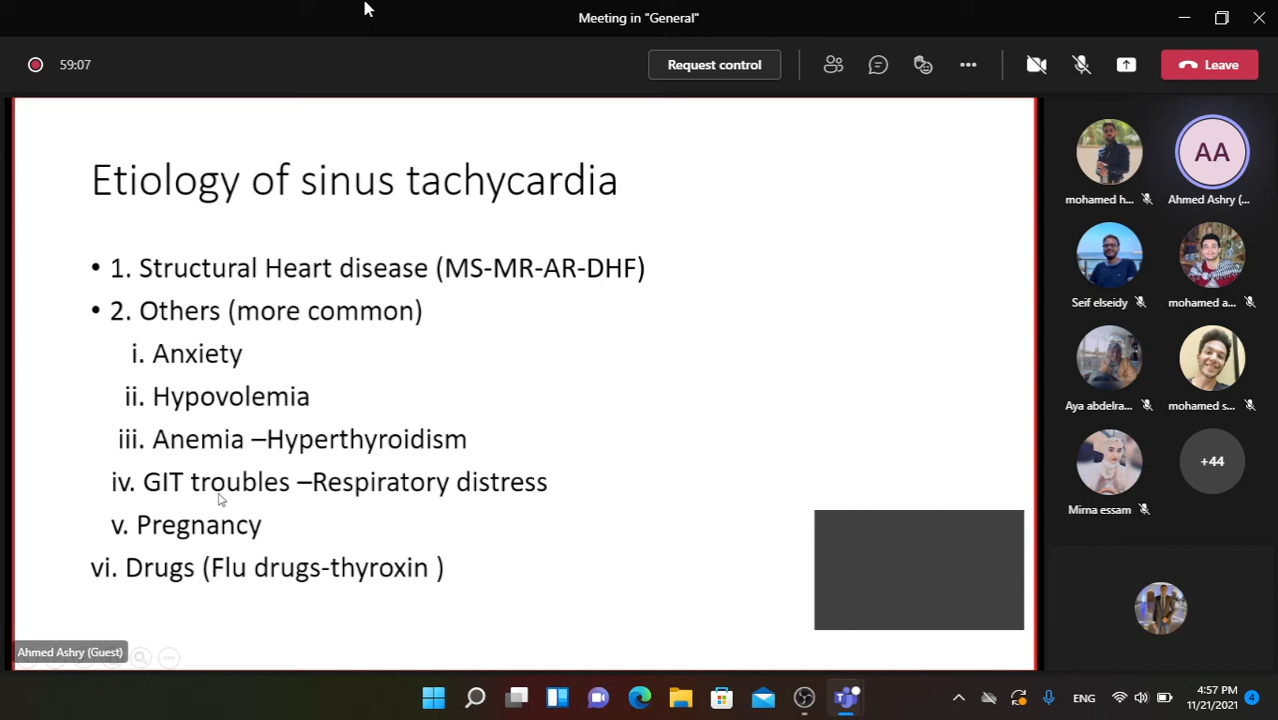 Meeting in "General"
59:07
Request control
Leave
Etiology of sinus tachycardia
• 1. Structural Heart disease (MS-MR-AR-DHF)
• 2. Others (more common)
i. Anxiety
ii. Hypovolemia
iii. Anemia –Hyperthyroidism
iv. GIT troubles –Respiratory distress
v. Pregnancy
vi. Drugs (Flu drugs-thyroxin )
Ahmed Ashry (Guest)
AA
mohamed h...
Ahmed Ashry (...
Seif elseidy
mohamed a...
Aya abdelra...
mohamed s...
+44
Mirna essam
ENG
4:57 PM
11/21/2021
4